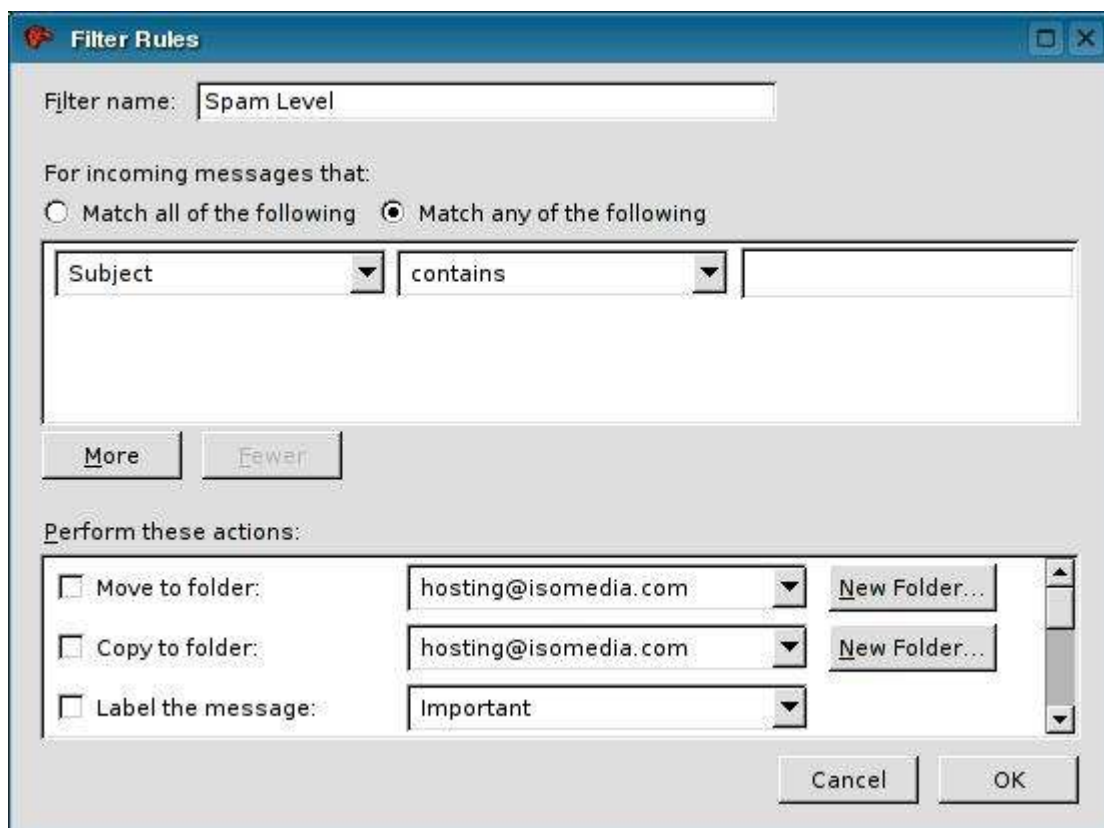 Filter Rules
Filter name: Spam Level
For incoming messages that:
Match all of the following Match any of the following
Subject contains
More Fewer
Perform these actions:
Move to folder: hosting@isomedia.com New Folder...
Copy to folder: hosting@isomedia.com New Folder...
Label the message: Important
Cancel OK